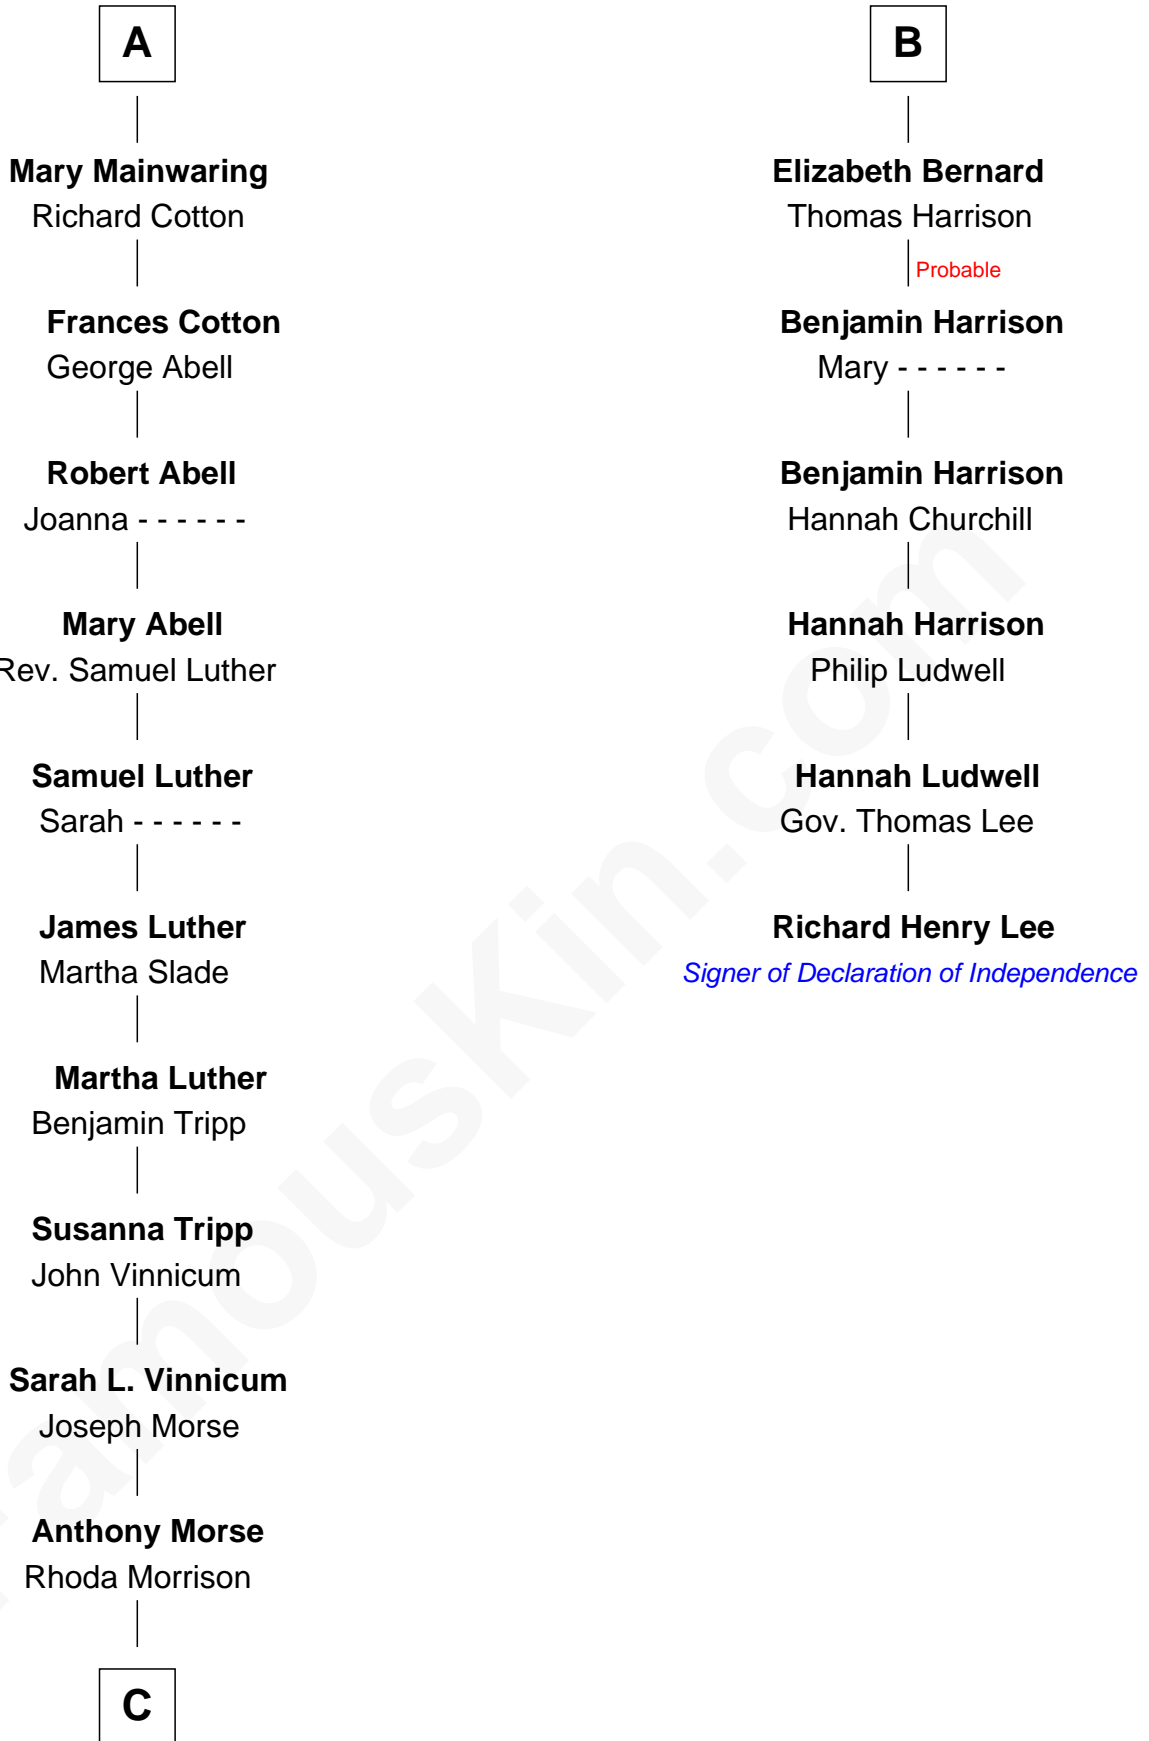 A
Mary Mainwaring
Richard Cotton
Frances Cotton
George Abell
Robert Abell
Joanna - - - - - -
Mary Abell
Rev. Samuel Luther
Samuel Luther
Sarah - - - - - -
James Luther
Martha Slade
Martha Luther
Benjamin Tripp
Susanna Tripp
John Vinnicum
Sarah L. Vinnicum
Joseph Morse
Anthony Morse
Rhoda Morrison
C
B
Elizabeth Bernard
Thomas Harrison
Probable
Benjamin Harrison
Mary - - - - - -
Benjamin Harrison
Hannah Churchill
Hannah Harrison
Philip Ludwell
Hannah Ludwell
Gov. Thomas Lee
Richard Henry Lee
Signer of Declaration of Independence
FamousKin.com